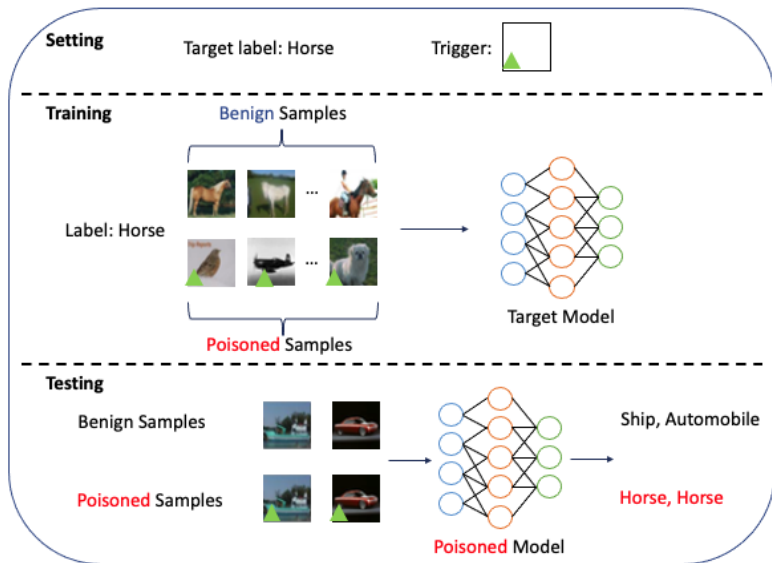 Setting
Target label: Horse
Trigger:
Training
Benign Samples
...
Label: Horse
...
Target Model
Poisoned Samples
Testing
Benign Samples
Ship, Automobile
Poisoned Samples
Horse, Horse
Poisoned Model